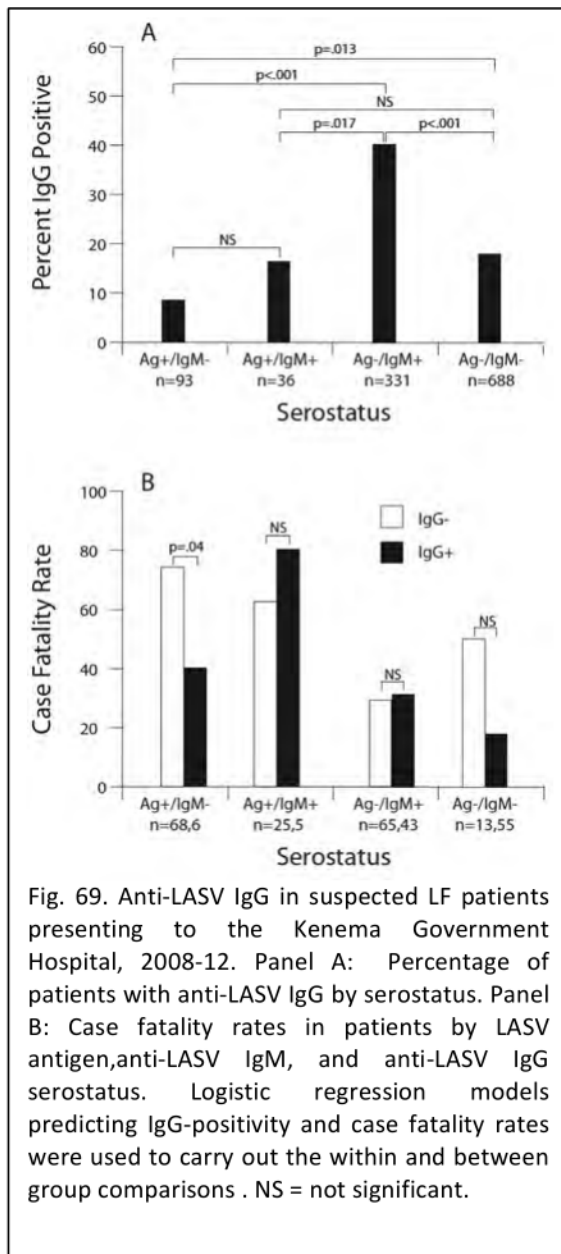 A
Percent IgG Positive
60
50
40
30
20
10
0
p=.013
p<.001
NS
p=.017
p<.001
NS
Ag+/IgM-
n=93
Ag+/IgM+
n=36
Ag-/IgM+
n=331
Ag-/IgM-
n=688
Serostatus
B
Case Fatality Rate
100
80
60
40
20
0
IgG-
IgG+
p=.04
NS
NS
NS
Ag+/IgM-
n=68,6
Ag+/IgM+
n=25,5
Ag-/IgM+
n=65,43
Ag-/IgM-
n=13,55
Serostatus
Fig. 69. Anti-LASV IgG in suspected LF patients
presenting to the Kenema Government
Hospital, 2008-12. Panel A: Percentage of
patients with anti-LASV IgG by serostatus. Panel
B: Case fatality rates in patients by LASV
antigen,anti-LASV IgM, and anti-LASV IgG
serostatus. Logistic regression models
predicting IgG-positivity and case fatality rates
were used to carry out the within and between
group comparisons . NS = not significant.